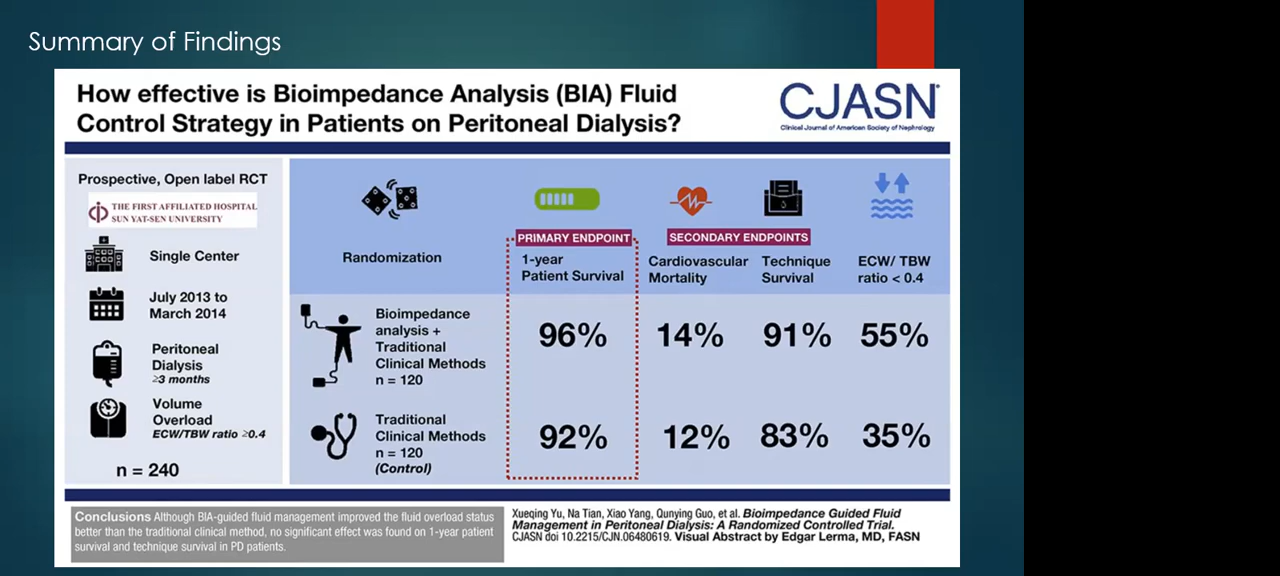 Summary of Findings
How effective is Bioimpedance Analysis (BIA) Fluid
Control Strategy in Patients on Peritoneal Dialysis?
CJASN
Clinical Journal of American Society of Nephrology
Prospective, Open label RCT
THE FIRST AFFILIATED HOSPITAL
SUN YAT-SEN UNIVERSITY
Single Center
July 2013 to
March 2014
Peritoneal
Dialysis
≥3 months
Volume
Overload
ECW/TBW ratio ≥0.4
n = 240
Randomization
PRIMARY ENDPOINT
1-year
Patient Survival
SECONDARY ENDPOINTS
Cardiovascular
Mortality
Technique
Survival
ECW/ TBW
ratio < 0.4
Bioimpedance
analysis +
Traditional
Clinical Methods
n = 120
96%
14%
91%
55%
Traditional
Clinical Methods
n = 120
(Control)
92%
12%
83%
35%
Conclusions Although BIA-guided fluid management improved the fluid overload status
better than the traditional clinical method, no significant effect was found on 1-year patient
survival and technique survival in PD patients.
Xueqing Yu, Na Tian, Xiao Yang, Qunying Guo, et al. Bioimpedance Guided Fluid
Management in Peritoneal Dialysis: A Randomized Controlled Trial.
CJASN doi 10.2215/CJN.06480619. Visual Abstract by Edgar Lerma, MD, FASN